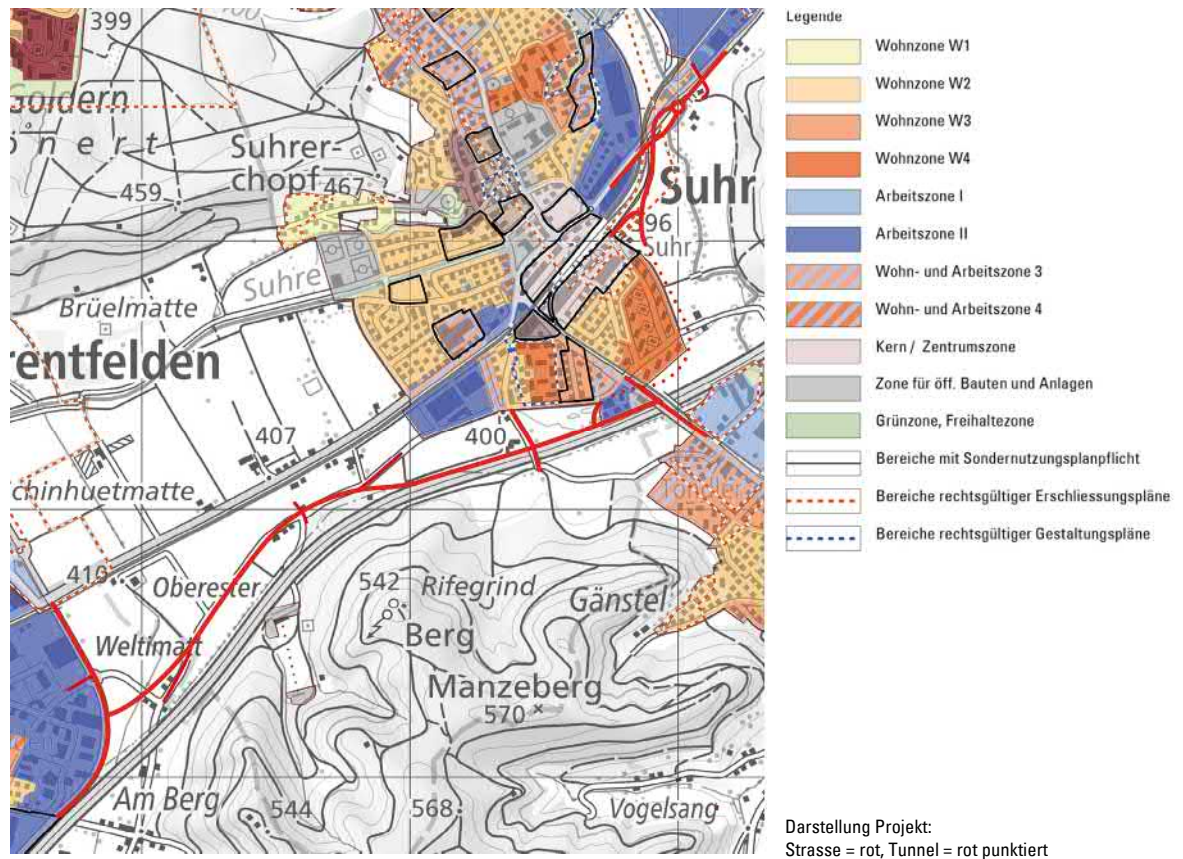 399
Goldern
Suhrer-
chopf 467
459
Suhr
396
Suhr
Suhre
Brüelmatte
rentfelden
407
400
chinhuetmatte
410
Oberester
542
Rifegrind
Gänstel
Berg
Weltimatt
Manzeberg
570
Am Berg
544
568
Vogelsang
Legende
Wohnzone W1
Wohnzone W2
Wohnzone W3
Wohnzone W4
Arbeitszone I
Arbeitszone II
Wohn- und Arbeitszone 3
Wohn- und Arbeitszone 4
Kern / Zentrumszone
Zone für öff. Bauten und Anlagen
Grünzone, Freihaltezone
Bereiche mit Sondernutzungsplanpflicht
Bereiche rechtsgültiger Erschliessungspläne
Bereiche rechtsgültiger Gestaltungspläne
Darstellung Projekt:
Strasse = rot, Tunnel = rot punktiert